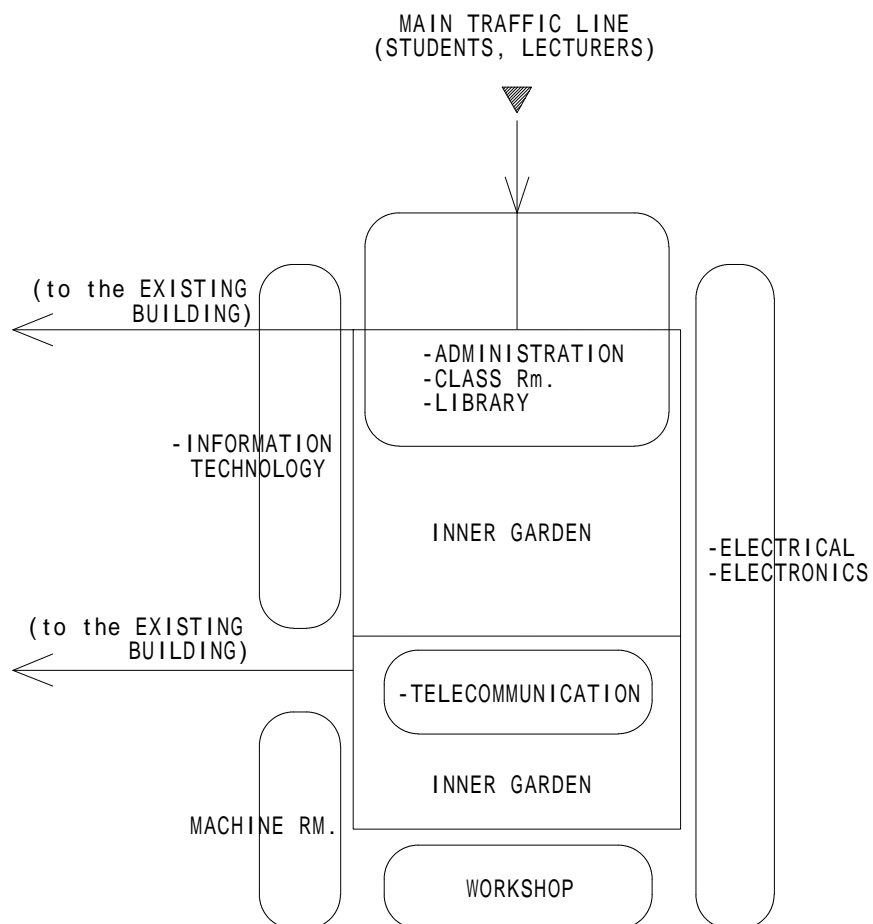 MAIN TRAFFIC LINE
(STUDENTS, LECTURERS)
(to the EXISTING
BUILDING)
-ADMINISTRATION
-CLASS Rm.
-LIBRARY
-INFORMATION
TECHNOLOGY
INNER GARDEN
-ELECTRICAL
-ELECTRONICS
(to the EXISTING
BUILDING)
-TELECOMMUNICATION
INNER GARDEN
MACHINE RM.
WORKSHOP